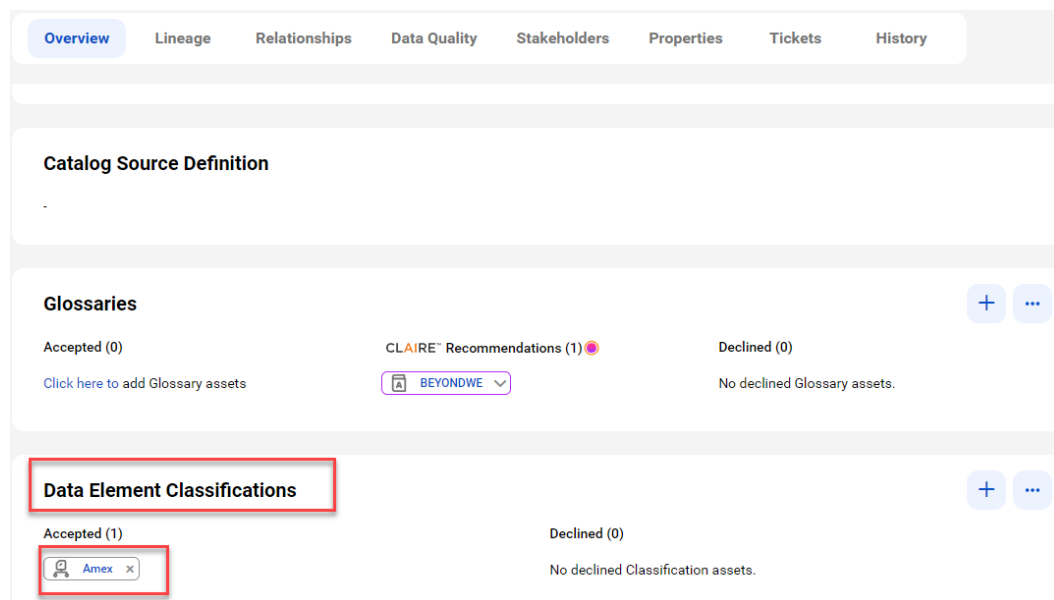 Overview Lineage Relationships Data Quality Stakeholders Properties Tickets History
Catalog Source Definition
-
Glossaries
Accepted (0) CLAIRE™ Recommendations (1) Declined (0)
Click here to add Glossary assets A BEYONDWE No declined Glossary assets.
Data Element Classifications
Accepted (1) Declined (0)
Amex × No declined Classification assets.